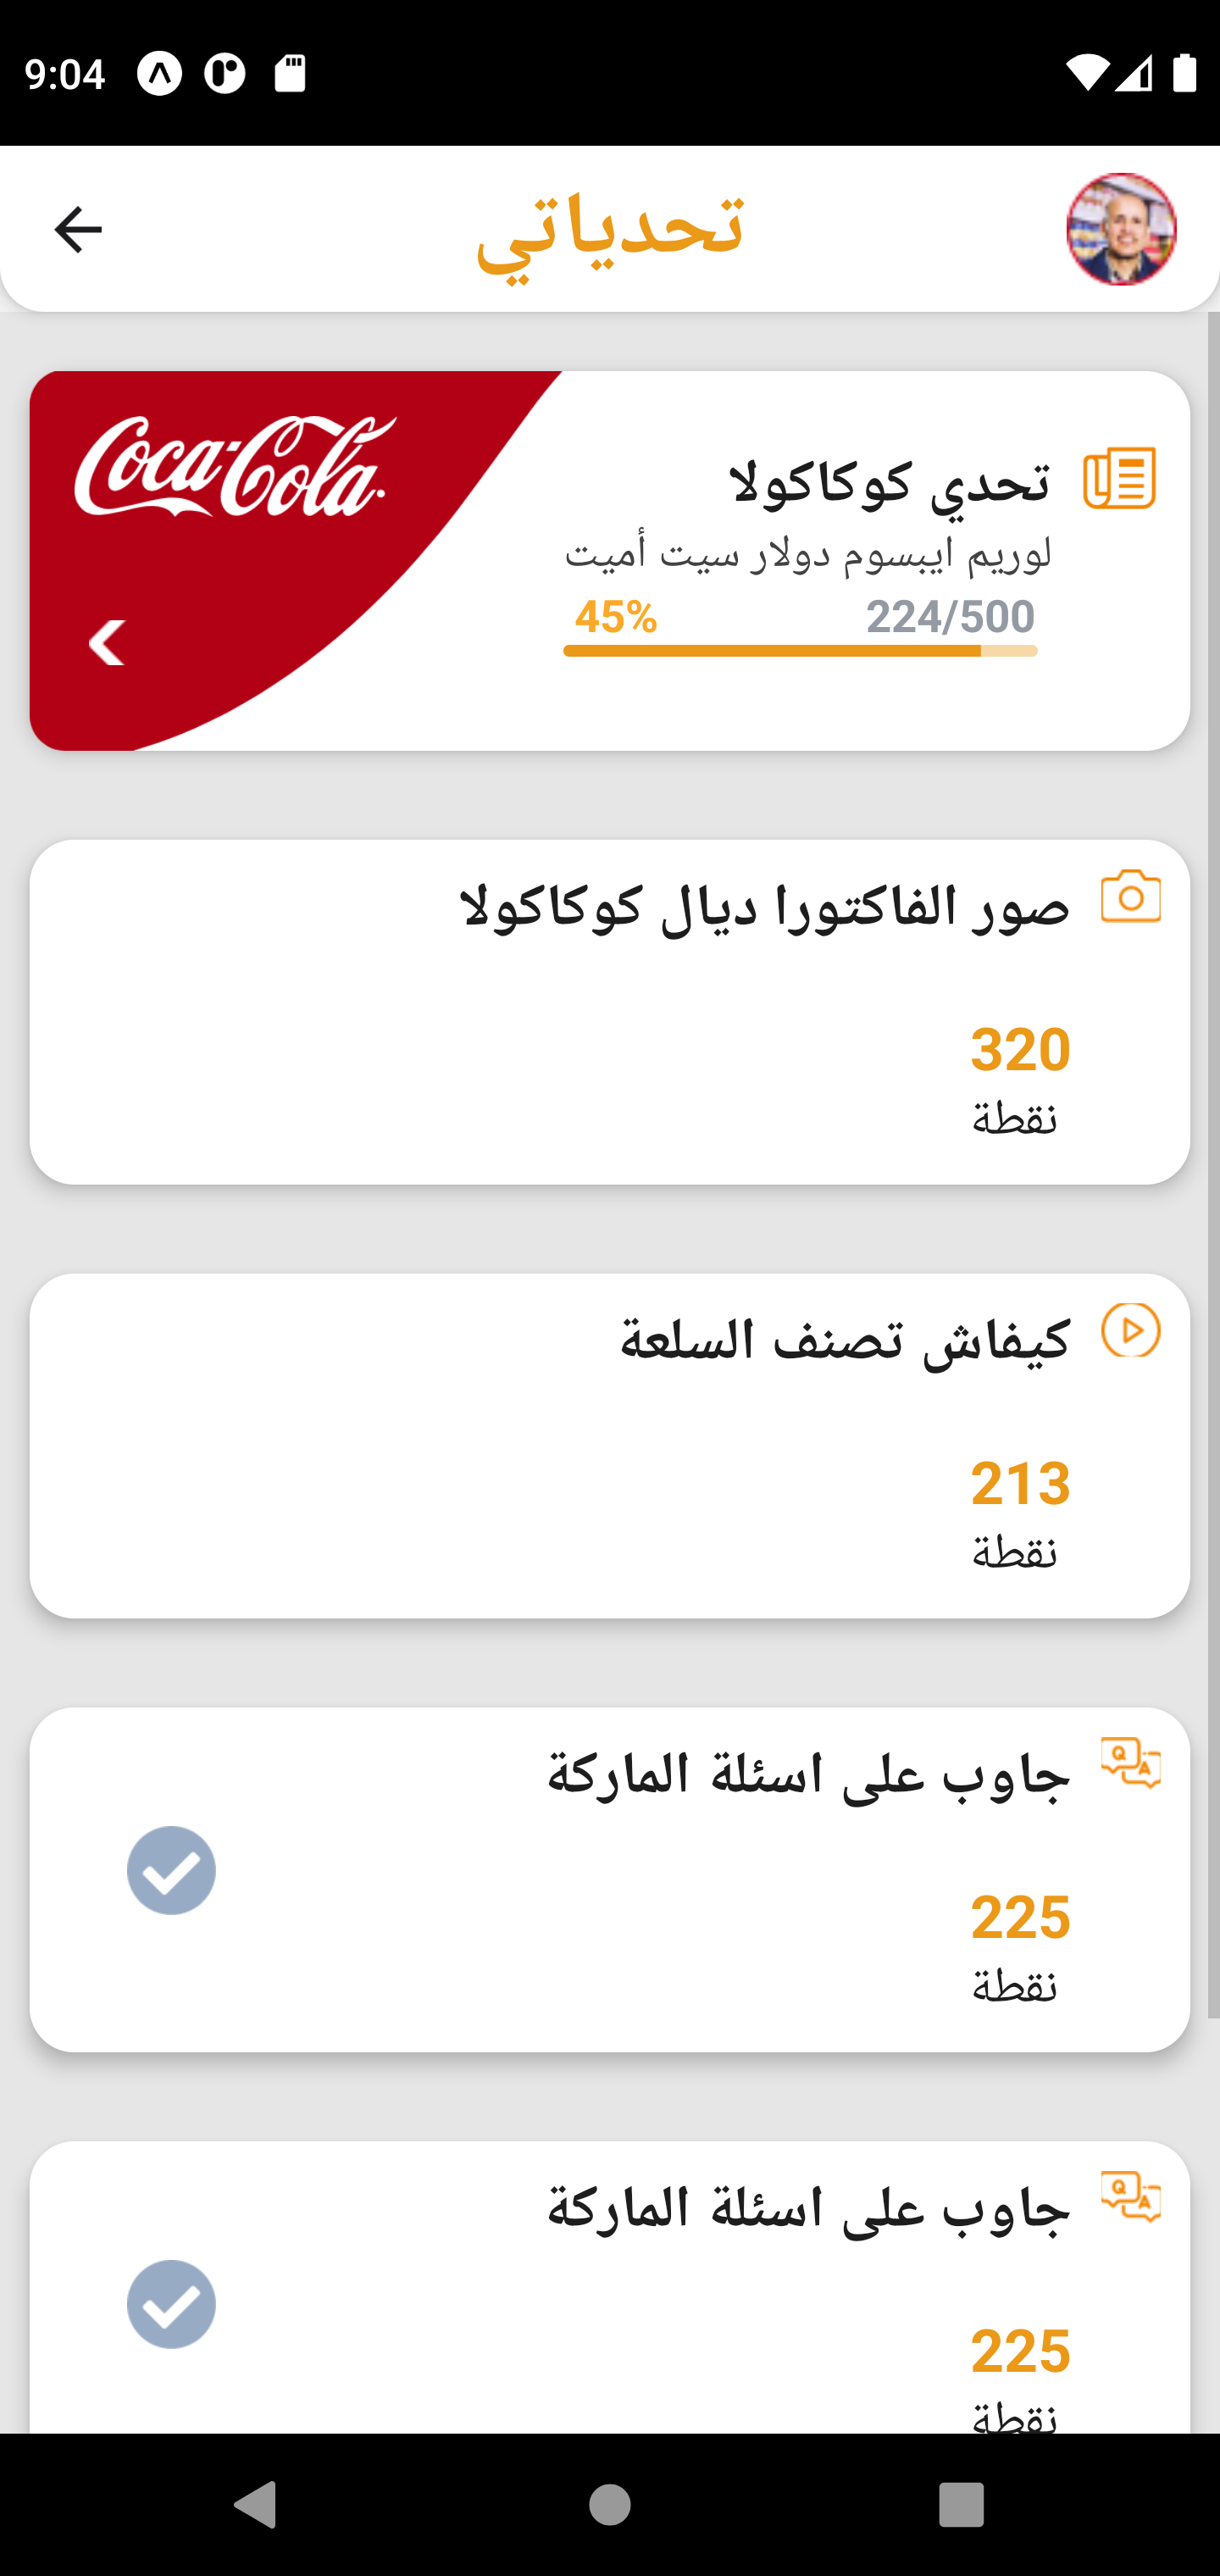 9:04
تحدياتي
Coca-Cola
تحدي كوكاكولا
لوريم ايبسوم دولار سيت أميت
45% 224/500
صور الفاكتورا ديال كوكاكولا
320
نقطة
كيفاش تصنف السلعة
213
نقطة
Q A
جاوب على اسئلة الماركة
225
نقطة
Q A
جاوب على اسئلة الماركة
225
نقطة